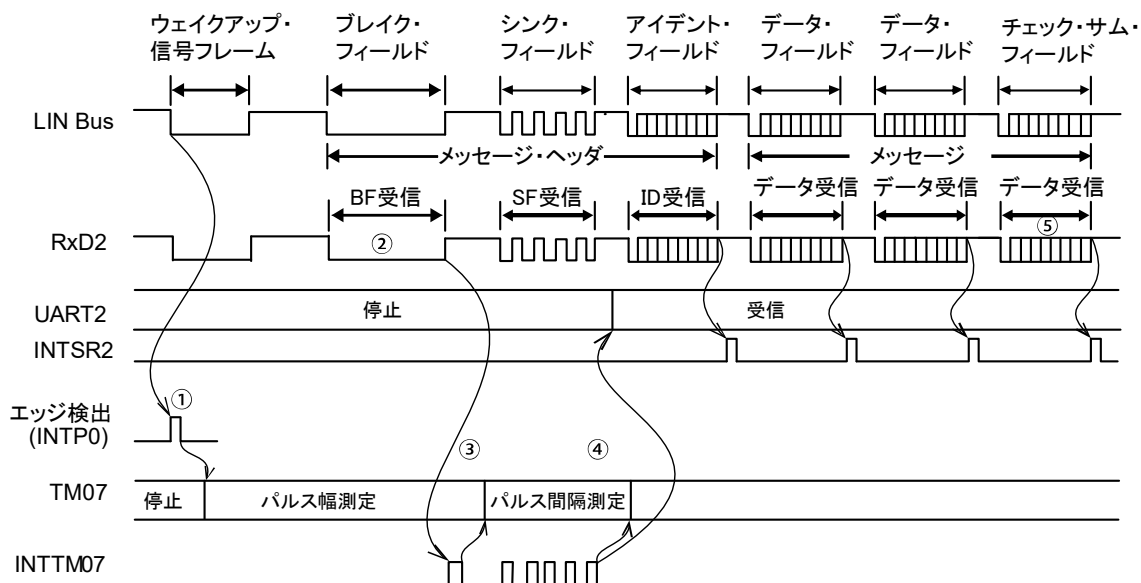 ウェイクアップ・
信号フレーム
ブレイク・
フィールド
シンク・
フィールド
アイデント・
フィールド
データ・
フィールド
データ・
フィールド
チェック・サム・
フィールド
LIN Bus
メッセージ・ヘッダ
メッセージ
BF受信
SF受信
ID受信
データ受信
データ受信
データ受信
RxD2
②
⑤
UART2
停止
受信
INTSR2
エッジ検出
(INTP0)
①
③
④
TM07
停止
パルス幅測定
パルス間隔測定
INTTM07